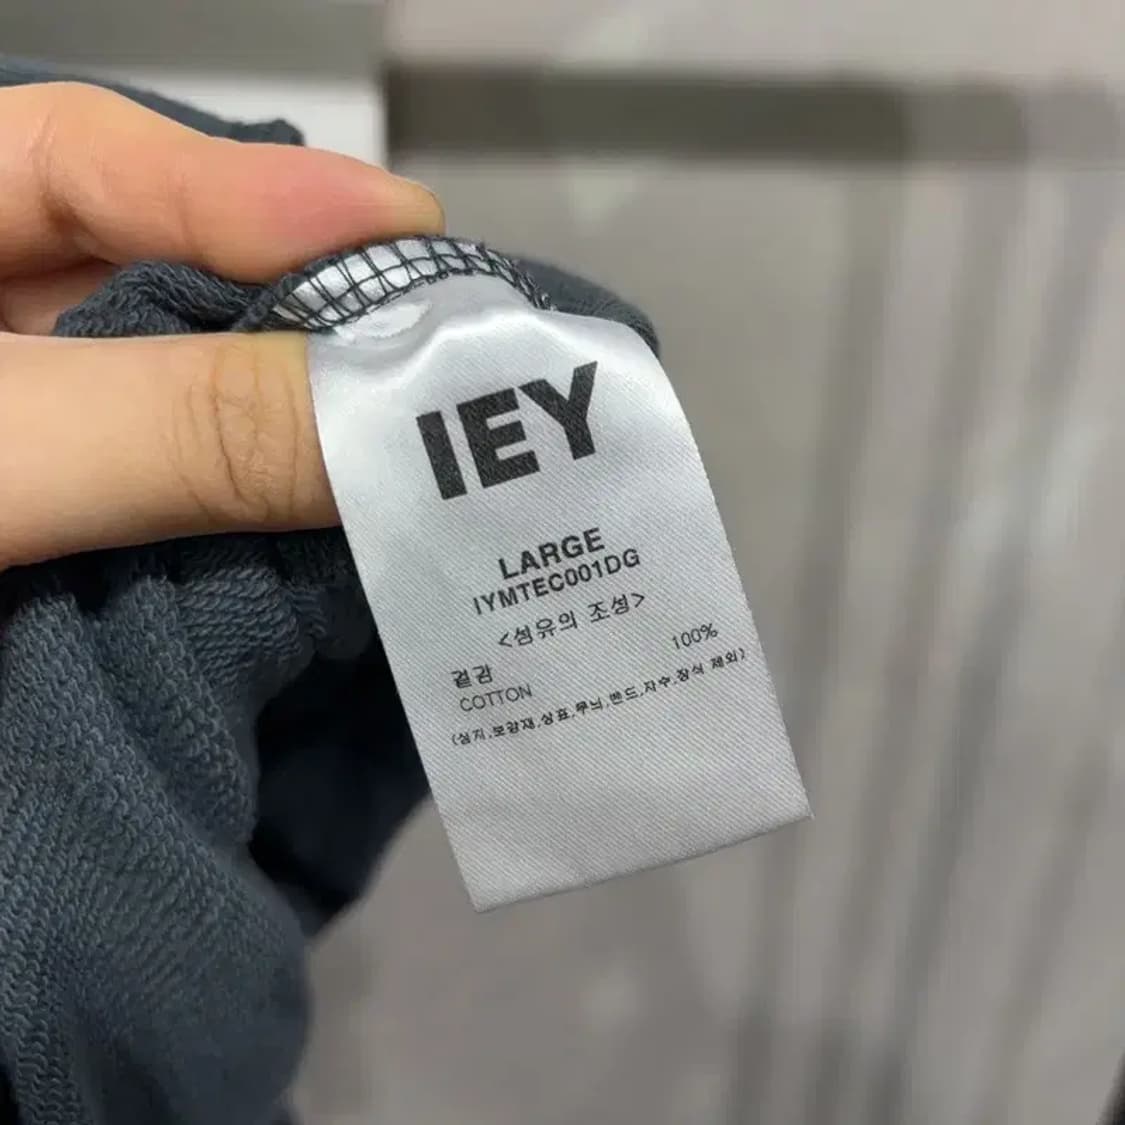 IEY
LARGE
IYMTEC001DG
<섬유의 조성>
겉감
COTTON 100%
(심지,보강재,상표,무늬,밴드,자수,장식 제외)